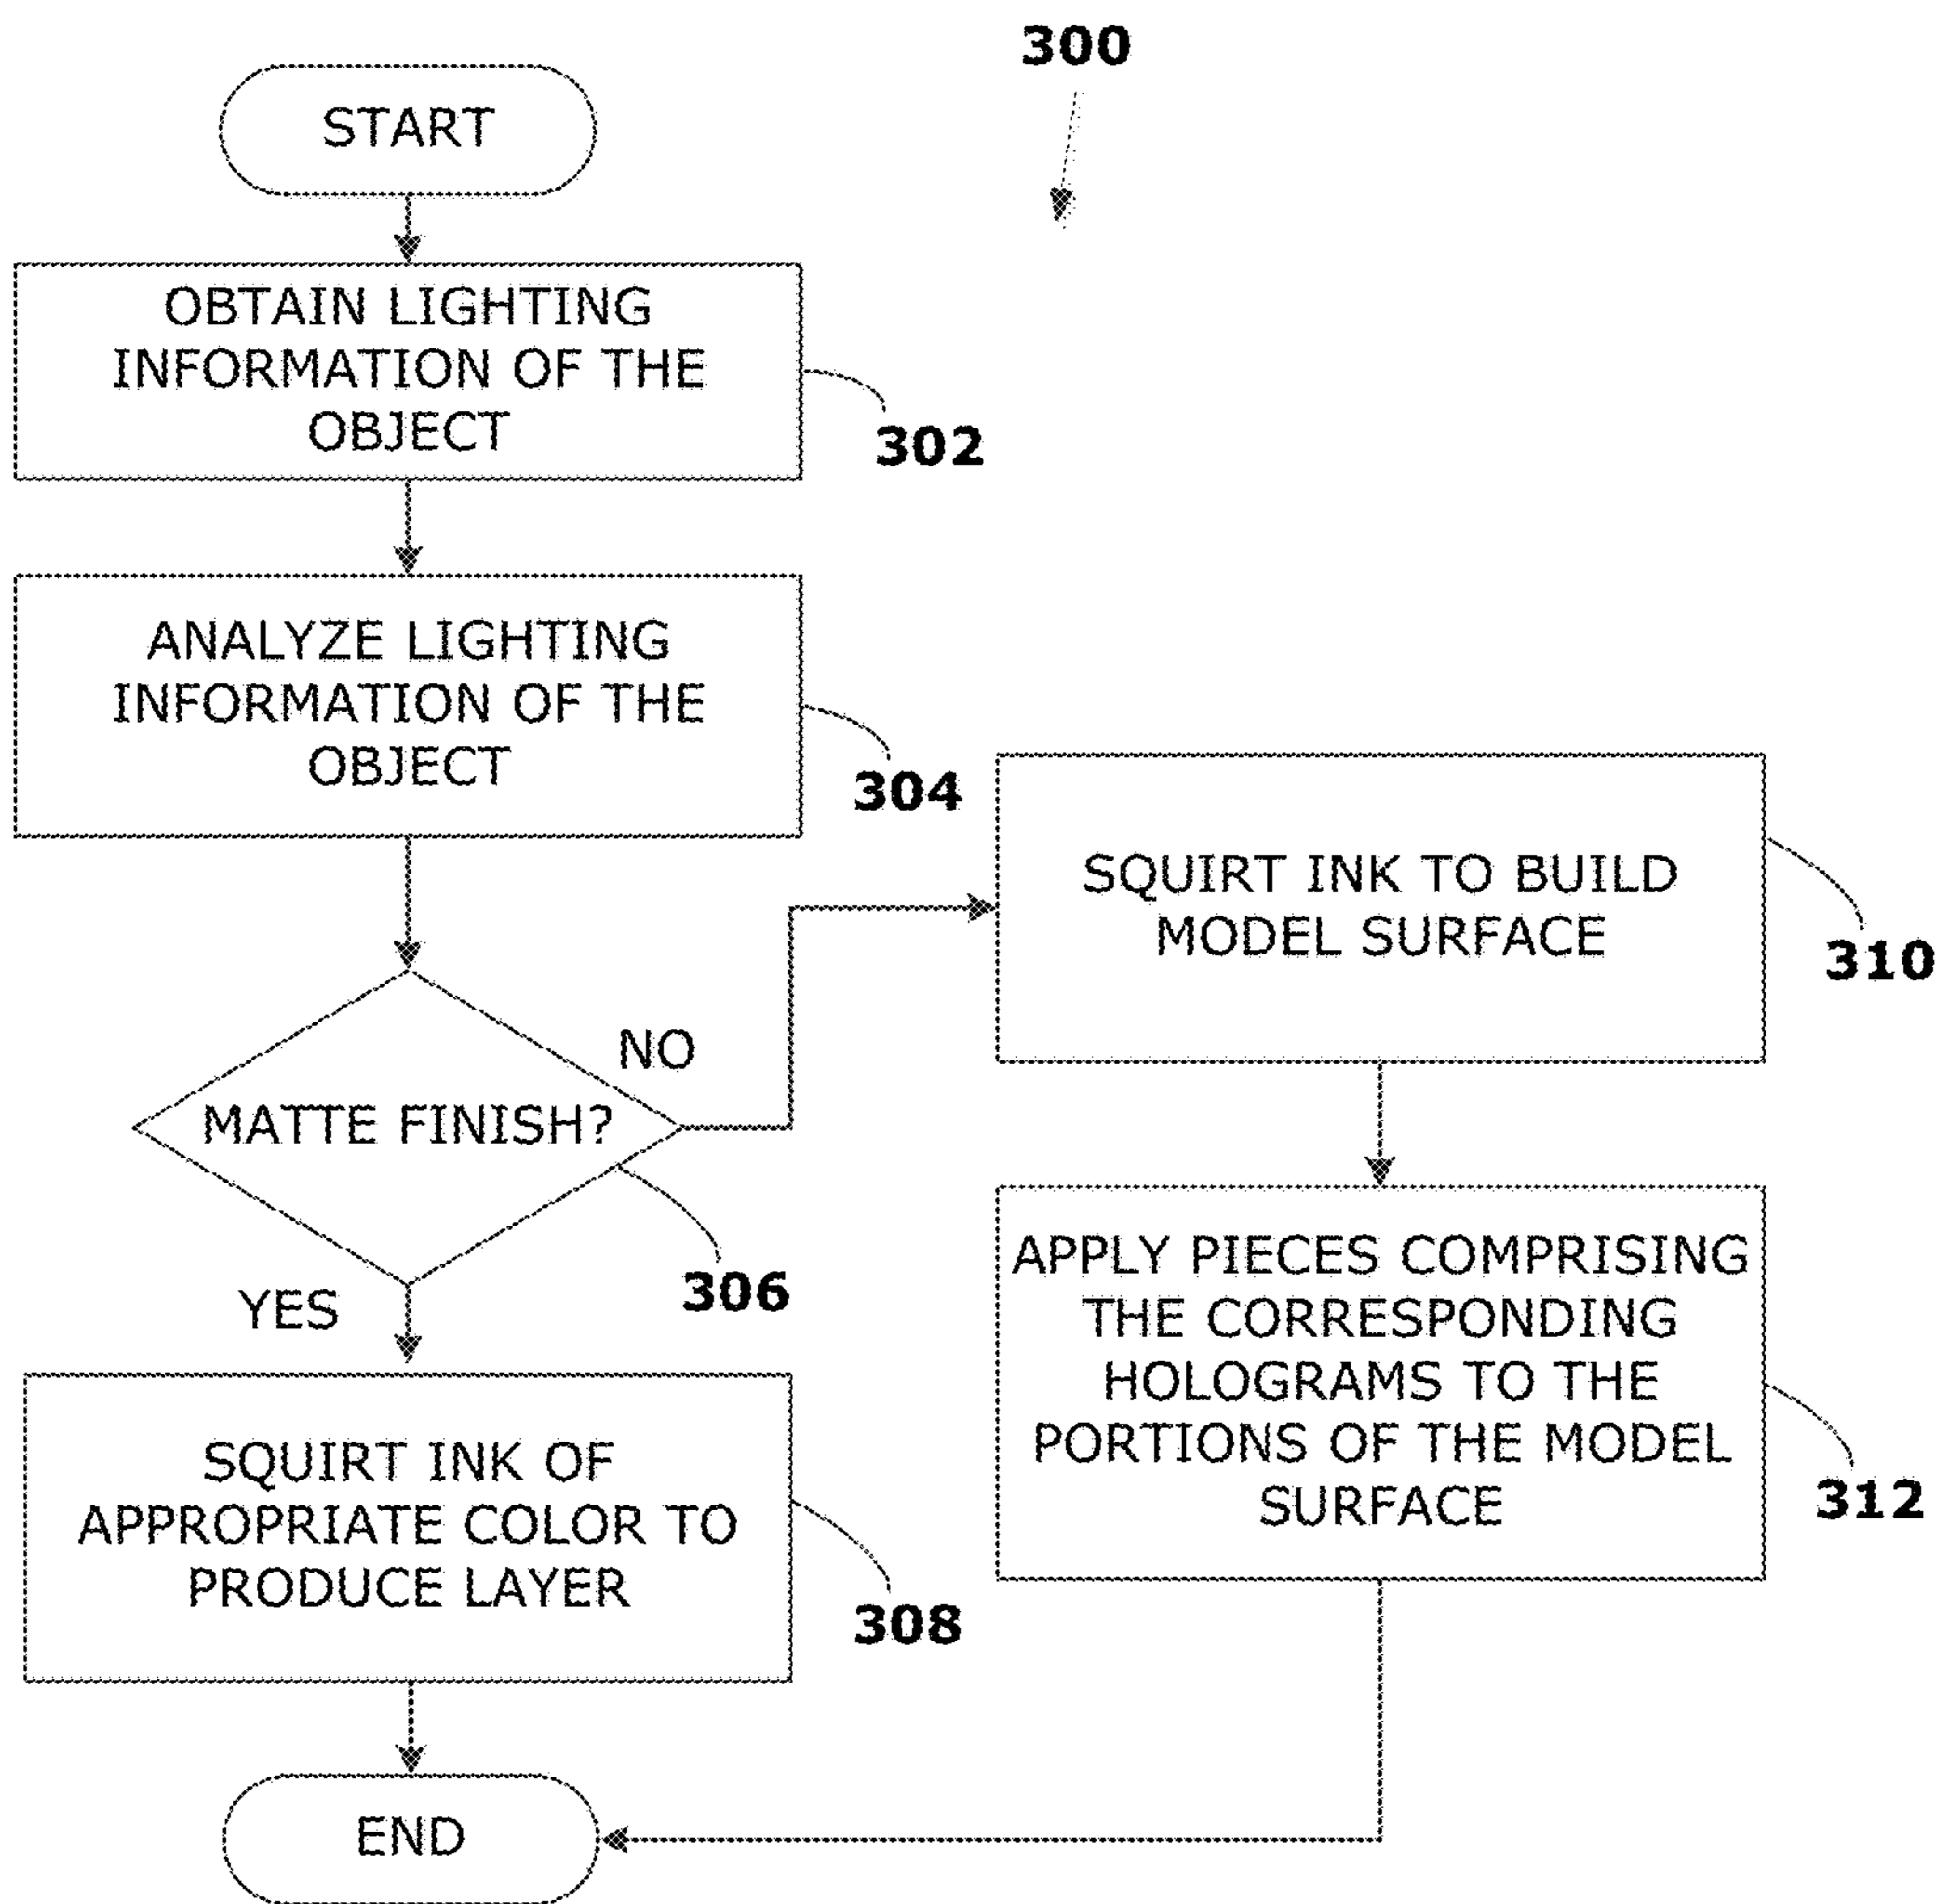 300
START
OBTAIN LIGHTING
INFORMATION OF THE
OBJECT
302
ANALYZE LIGHTING
INFORMATION OF THE
OBJECT
304
MATTE FINISH?
NO
YES
306
SQUIRT INK OF
APPROPRIATE COLOR TO
PRODUCE LAYER
308
SQUIRT INK TO BUILD
MODEL SURFACE
310
APPLY PIECES COMPRISING
THE CORRESPONDING
HOLOGRAMS TO THE
PORTIONS OF THE MODEL
SURFACE
312
END